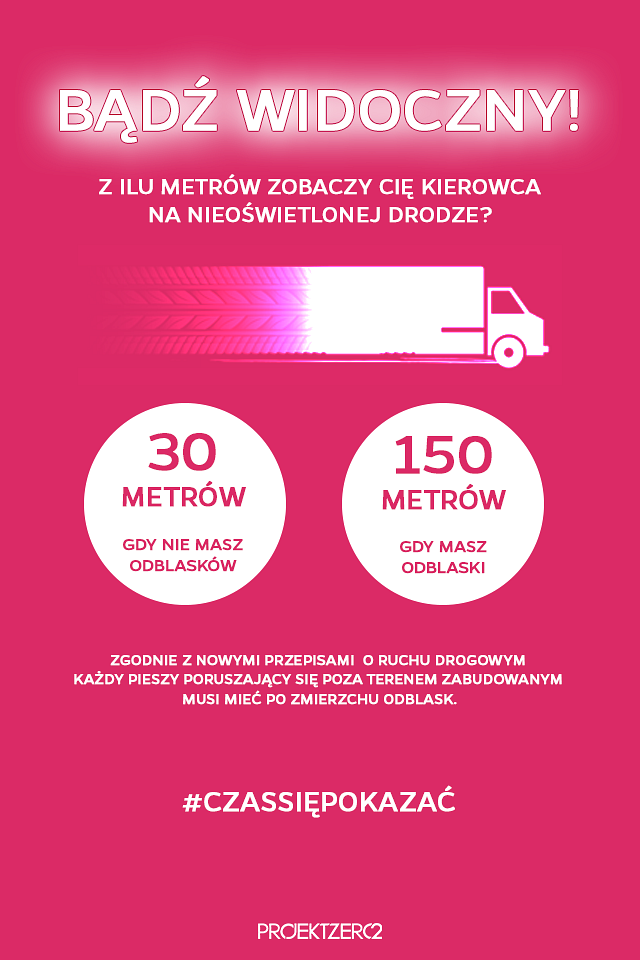 BĄDŹ WIDOCZNY!
Z ILU METRÓW ZOBACZY CIĘ KIEROWCA
NA NIEOŚWIETLONEJ DRODZE?
30
METRÓW
GDY NIE MASZ
ODBLASKÓW
150
METRÓW
GDY MASZ
ODBLASKI
ZGODNIE Z NOWYMI PRZEPISAMI O RUCHU DROGOWYM
KAŻDY PIESZY PORUSZAJĄCY SIĘ POZA TERENEM ZABUDOWANYM
MUSI MIEĆ PO ZMIERZCHU ODBLASK.
#CZASSIĘPOKAZAĆ
PROJEKTZERO2